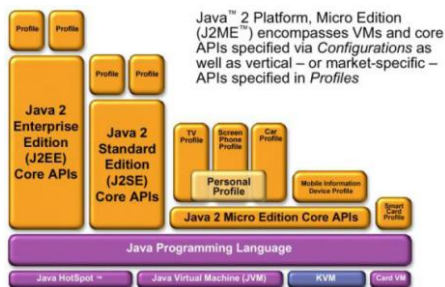 Java™ 2 Platform, Micro Edition
(J2ME™) encompasses VMs and core
APIs specified via Configurations as
well as vertical – or market-specific –
APIs specified in Profiles
Profile
Profile
Profile
Profile
Java 2
Enterprise
Edition
(J2EE)
Core APIs
Java 2
Standard
Edition
(J2SE)
Core APIs
TV
Profile
Screen
Phone
Profile
Car
Profile
Personal
Profile
Mobile Information
Device Profile
Smart
Card
Profile
Java 2 Micro Edition Core APIs
Java Programming Language
Java HotSpot ™
Java Virtual Machine (JVM)
KVM
Card VM